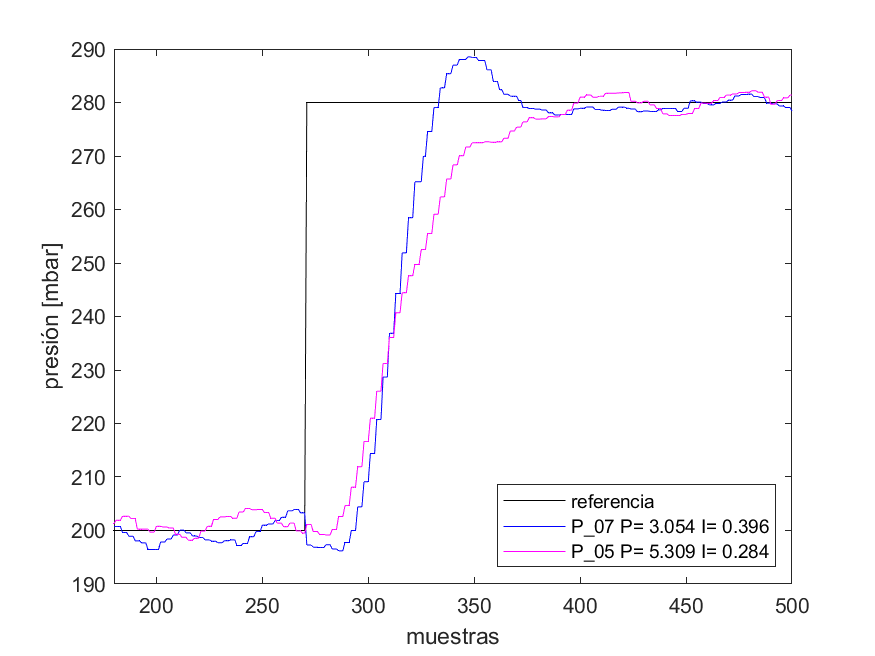 290
280
270
260
250
240
230
220
210
200
190
presión [mbar]
200 250 300 350 400 450 500
muestras
referencia
P_07 P= 3.054 I= 0.396
P_05 P= 5.309 I= 0.284